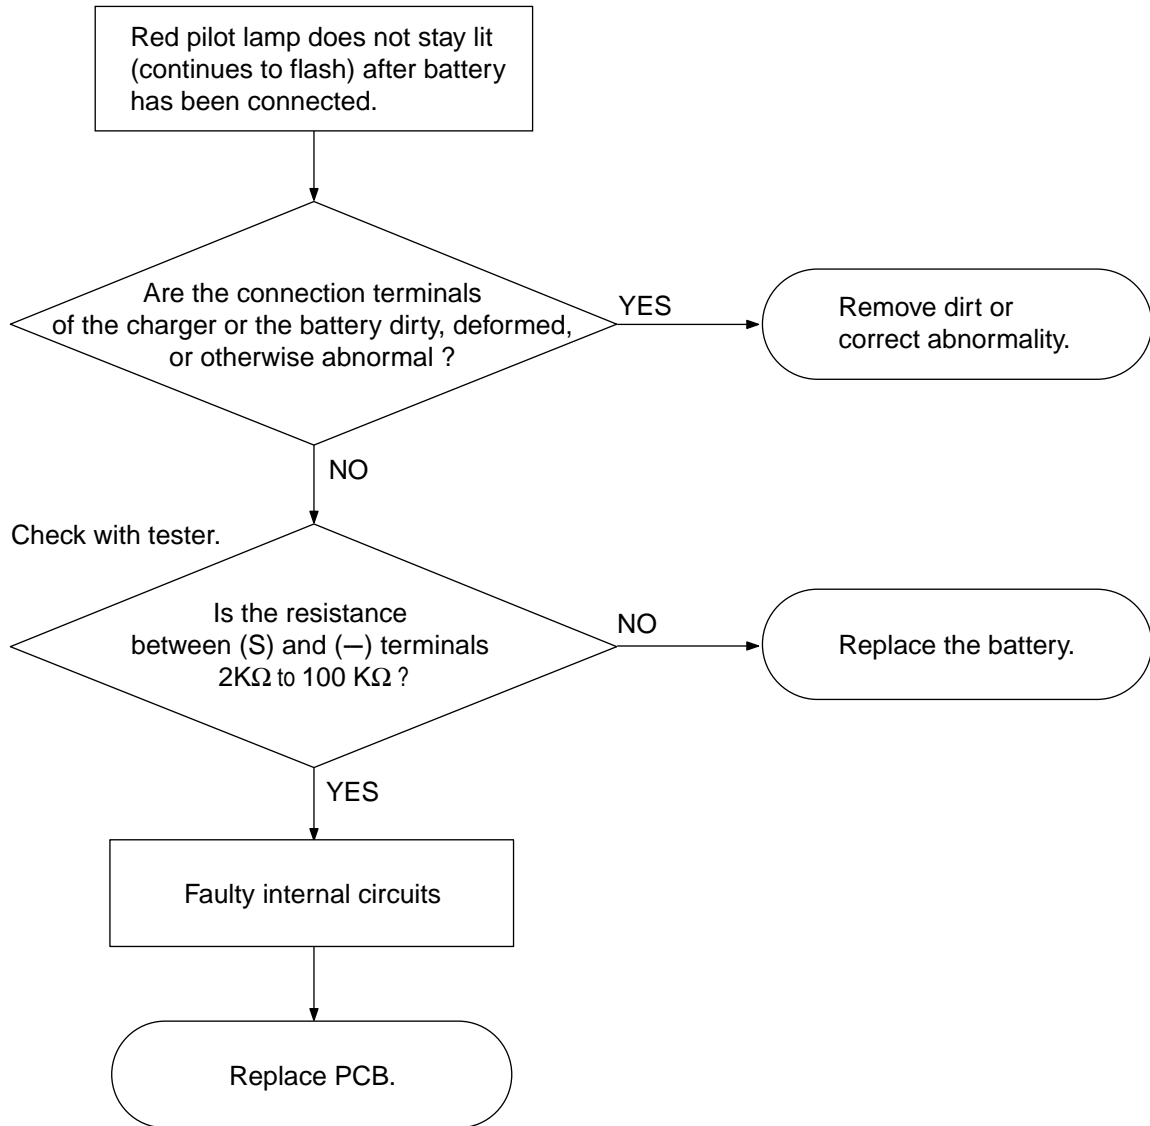 Red pilot lamp does not stay lit
(continues to flash) after battery
has been connected.
Are the connection terminals
of the charger or the battery dirty, deformed,
or otherwise abnormal ?
YES
Remove dirt or
correct abnormality.
NO
Check with tester.
Is the resistance
between (S) and (—) terminals
2KΩ to 100 KΩ ?
NO
Replace the battery.
YES
Faulty internal circuits
Replace PCB.